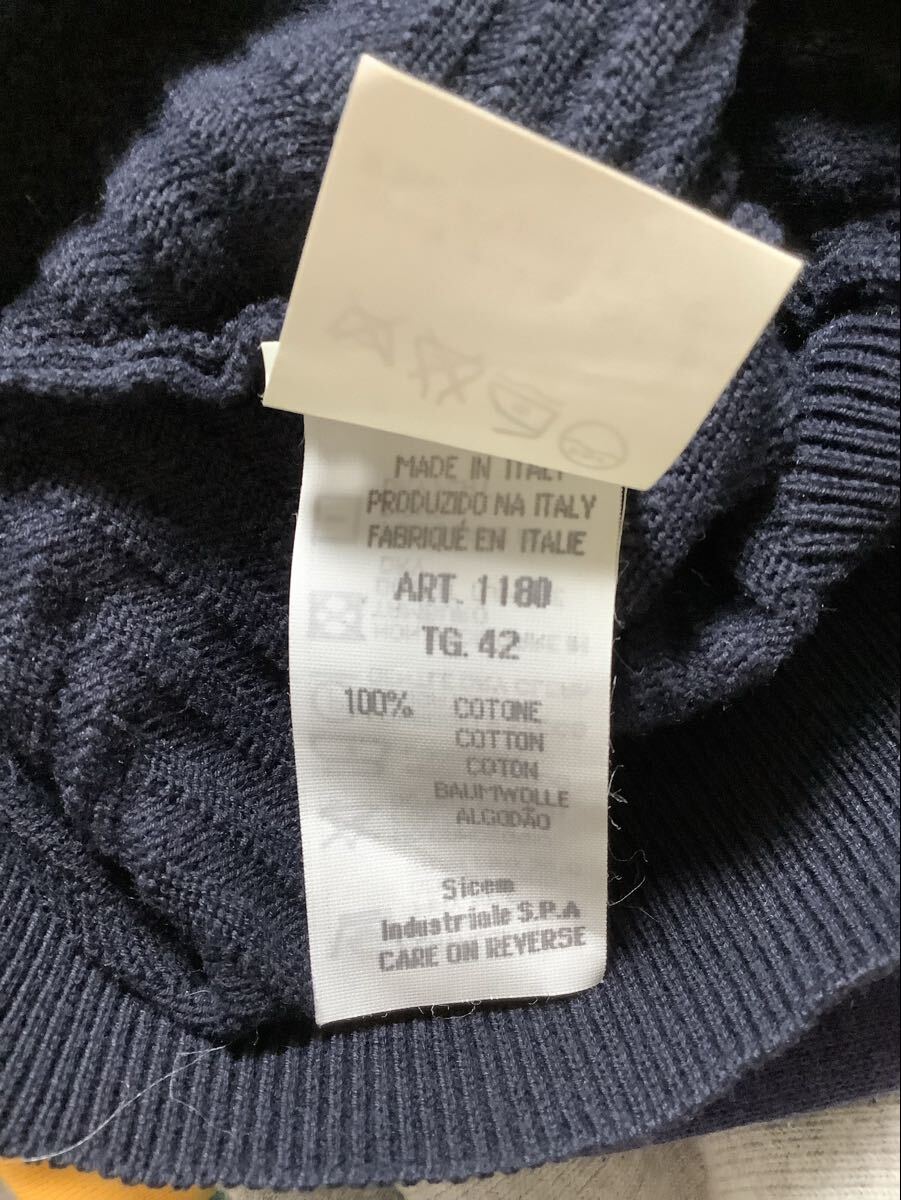 MADE IN ITALY
PRODUZIDO NA ITALY
FABRIQUÉ EN ITALIE
ART. 1180
TG. 42
100% COTONE
COTTON
COTON
BAUMWOLLE
ALGODÃO
Sicem
Industriale S.P.A
CARE ON REVERSE